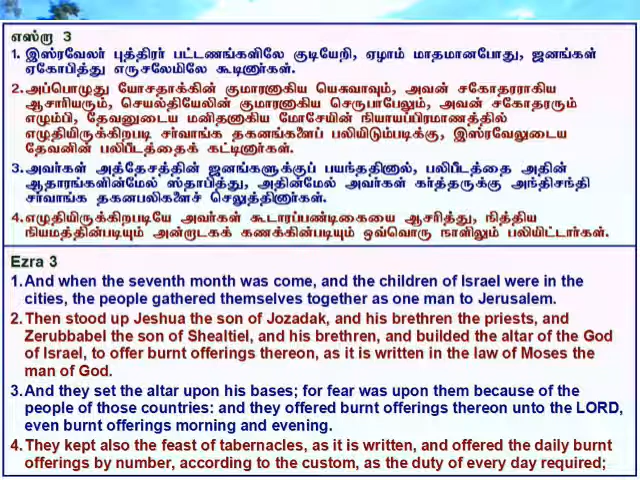 எஸ்றா 3
1. இஸ்ரவேலர் புத்திரர் பட்டணங்களிலே குடியேறி, ஏழாம் மாதமானபோது, ஜனங்கள்
ஏகோபித்து எருசலேமிலே கூடினார்கள்.
2. அப்பொழுது யோசதாக்கின் குமாரனாகிய யெசுவாவும், அவன் சகோதரராகிய
ஆசாரியரும், செயல்தியேலின் குமாரனாகிய செருபாபேலும், அவன் சகோதரரும்
எழும்பி, தேவனுடைய மனிதனாகிய மோசேயின் நியாயப்பிரமாணத்தில்
எழுதியிருக்கிறபடி சர்வாங்க தகனங்களைப் பலியிடும்படிக்கு, இஸ்ரவேலுடைய
தேவனின் பலிபீடத்தைக் கட்டினார்கள்.
3. அவர்கள் அத்தேசத்தின் ஜனங்களுக்குப் பயந்ததினால், பலிபீடத்தை அதின்
ஆதாரங்களின்மேல் ஸ்தாபித்து, அதின்மேல் அவர்கள் கர்த்தருக்கு அந்திசந்தி
சர்வாங்க தகனபலிகளைச் செலுத்தினார்கள்.
4. எழுதியிருக்கிறபடியே அவர்கள் கூடாரப்பண்டிகையை ஆசரித்து, நித்திய
நியமத்தின்படியும் அன்றாடகக் கணக்கின்படியும் ஒவ்வொரு நாளிலும் பலியிட்டார்கள்.
Ezra 3
1. And when the seventh month was come, and the children of Israel were in the
cities, the people gathered themselves together as one man to Jerusalem.
2. Then stood up Jeshua the son of Jozadak, and his brethren the priests, and
Zerubbabel the son of Shealtiel, and his brethren, and builded the altar of the God
of Israel, to offer burnt offerings thereon, as it is written in the law of Moses the
man of God.
3. And they set the altar upon his bases; for fear was upon them because of the
people of those countries: and they offered burnt offerings thereon unto the LORD,
even burnt offerings morning and evening.
4. They kept also the feast of tabernacles, as it is written, and offered the daily burnt
offerings by number, according to the custom, as the duty of every day required;